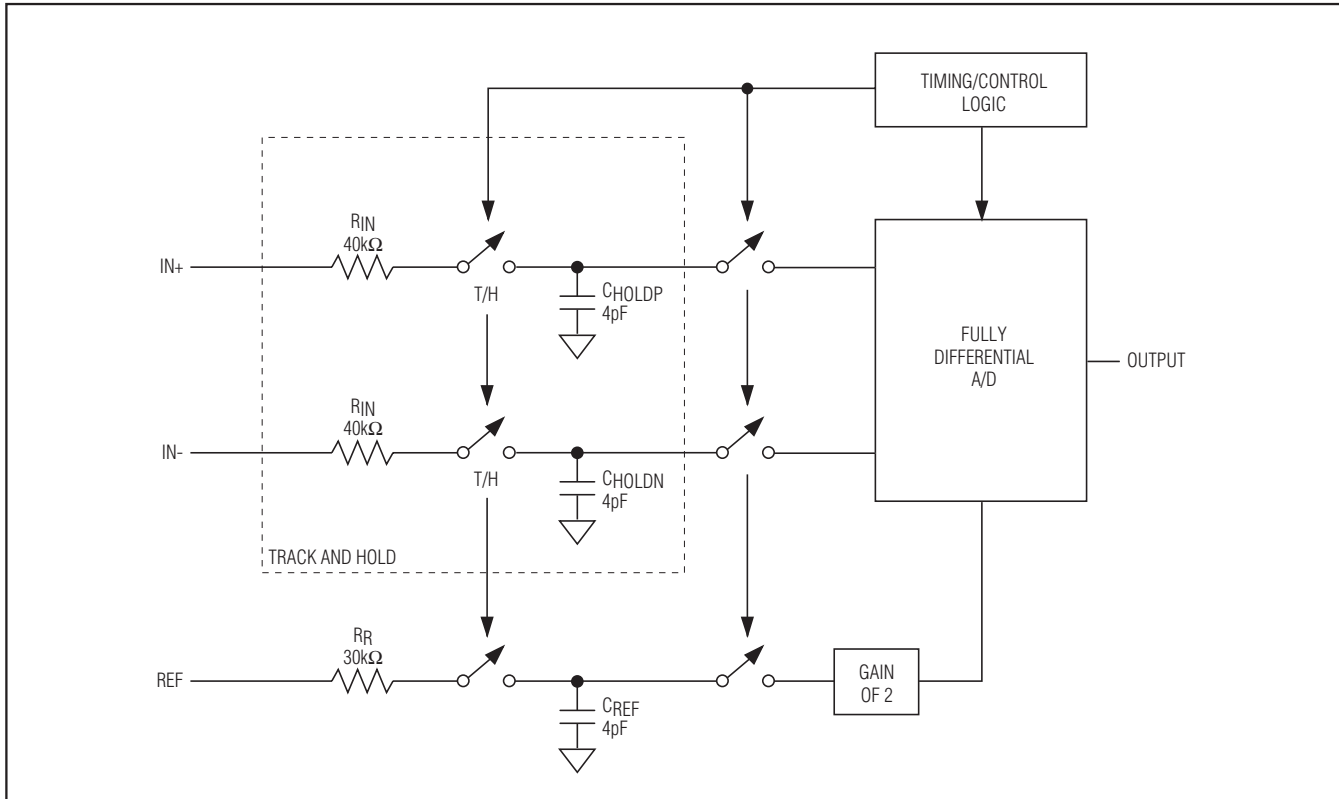 TIMING/CONTROL
LOGIC
RIN
40kΩ
IN+
T/H
CHOLDP
4pF
FULLY
DIFFERENTIAL
A/D
OUTPUT
RIN
40kΩ
IN-
T/H
CHOLDN
4pF
TRACK AND HOLD
RR
30kΩ
REF
CREF
4pF
GAIN
OF 2